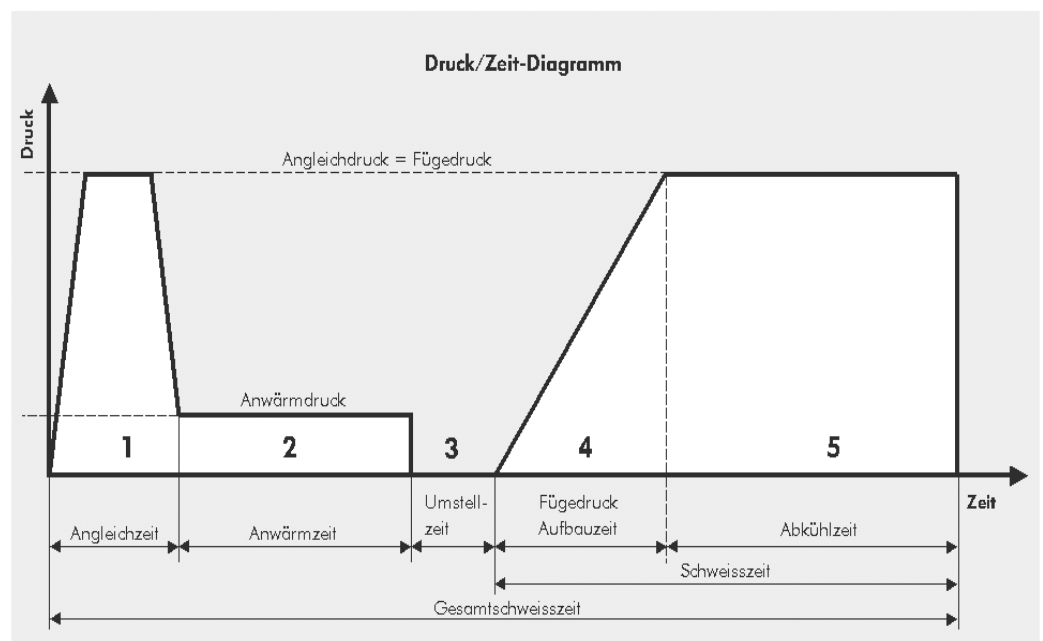 Druck/Zeit-Diagramm
Druck
Angleichdruck = Fügedruck
Anwärmdruck
1
2
3
4
5
Zeit
Umstell-
zeit
Fügedruck
Aufbauzeit
Angleichzeit
Anwärmzeit
Abkühlzeit
Schweisszeit
Gesamtschweisszeit